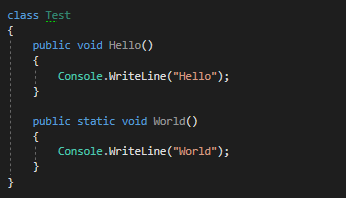 class Test
{
    public void Hello()
    {
        Console.WriteLine("Hello");
    }

    public static void World()
    {
        Console.WriteLine("World");
    }
}